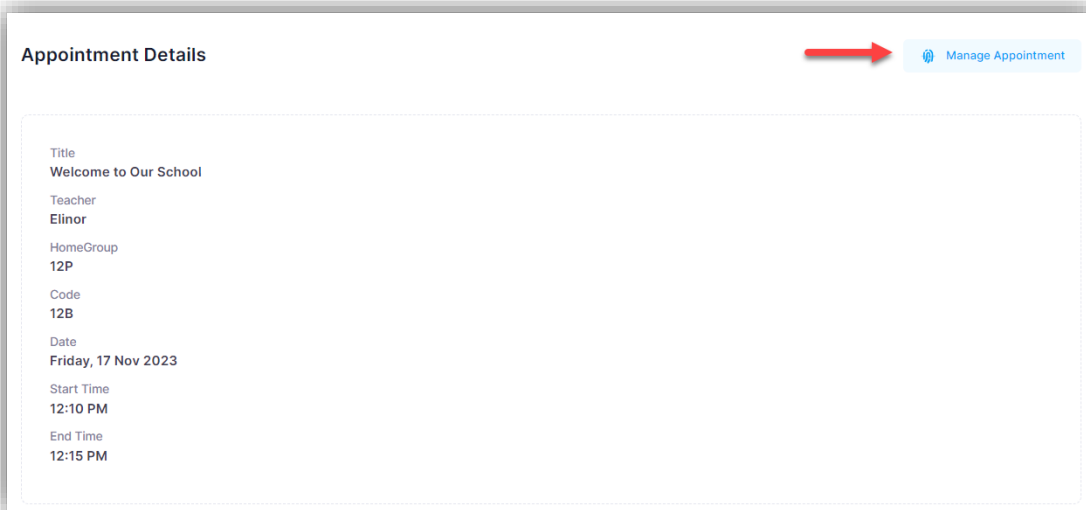 Appointment Details
Manage Appointment
Title
Welcome to Our School
Teacher
Elinor
HomeGroup
12P
Code
12B
Date
Friday, 17 Nov 2023
Start Time
12:10 PM
End Time
12:15 PM